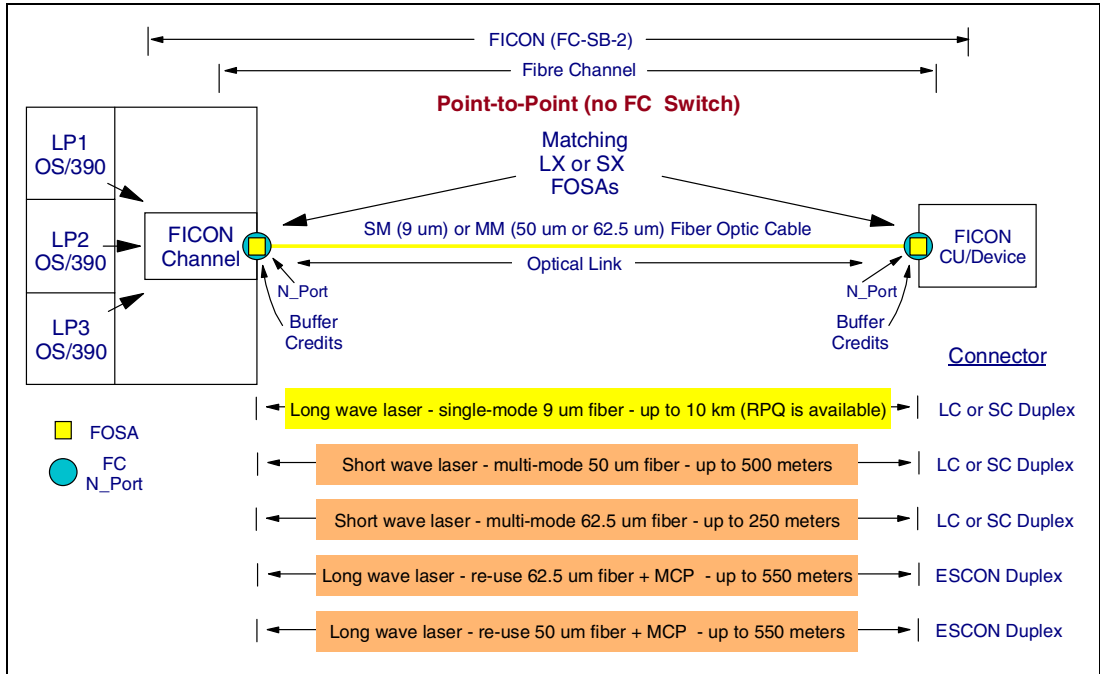 FICON (FC-SB-2)
Fibre Channel
Point-to-Point (no FC Switch)
LP1
OS/390
LP2
OS/390
LP3
OS/390
FICON
Channel
Matching
LX or SX
FOSAs
SM (9 um) or MM (50 um or 62.5 um) Fiber Optic Cable
Optical Link
N_Port
Buffer
Credits
N_Port
Buffer
Credits
FICON
CU/Device
Connector
FOSA
FC
N_Port
Long wave laser - single-mode 9 um fiber - up to 10 km (RPQ is available)
LC or SC Duplex
Short wave laser - multi-mode 50 um fiber - up to 500 meters
LC or SC Duplex
Short wave laser - multi-mode 62.5 um fiber - up to 250 meters
LC or SC Duplex
Long wave laser - re-use 62.5 um fiber + MCP - up to 550 meters
ESCON Duplex
Long wave laser - re-use 50 um fiber + MCP - up to 550 meters
ESCON Duplex